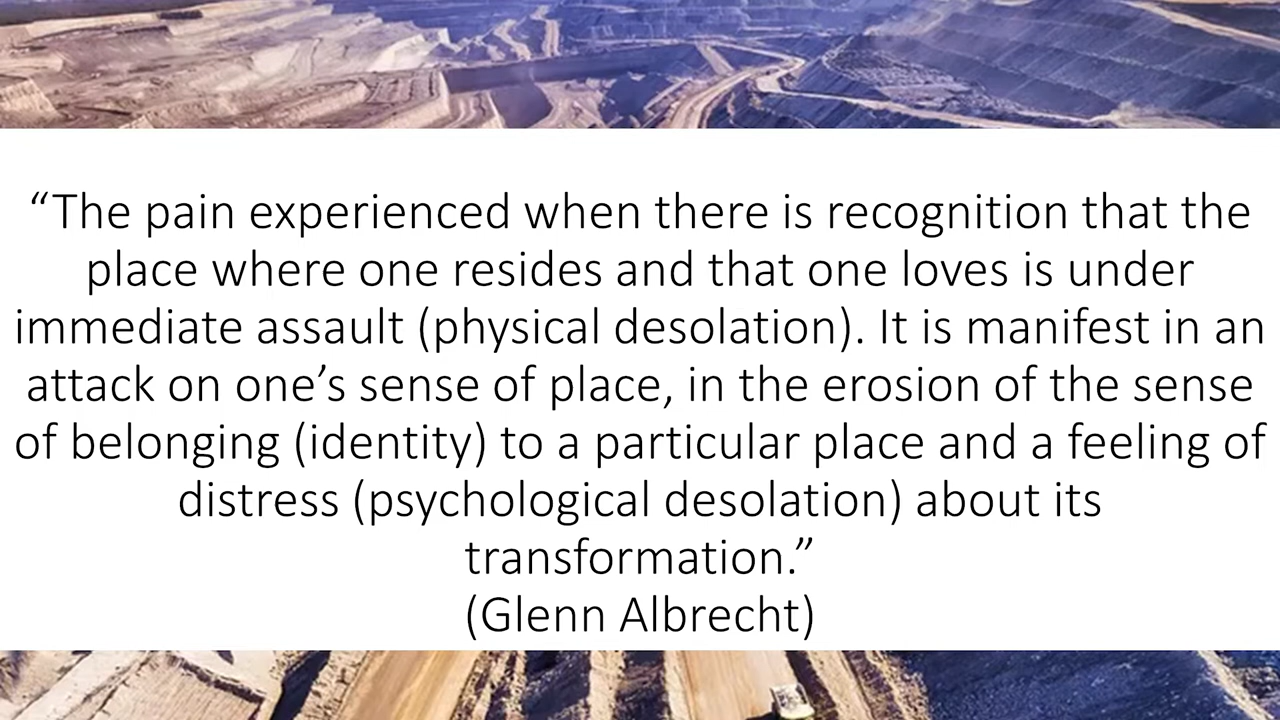 “The pain experienced when there is recognition that the
place where one resides and that one loves is under
immediate assault (physical desolation). It is manifest in an
attack on one’s sense of place, in the erosion of the sense
of belonging (identity) to a particular place and a feeling of
distress (psychological desolation) about its
transformation.”
(Glenn Albrecht)